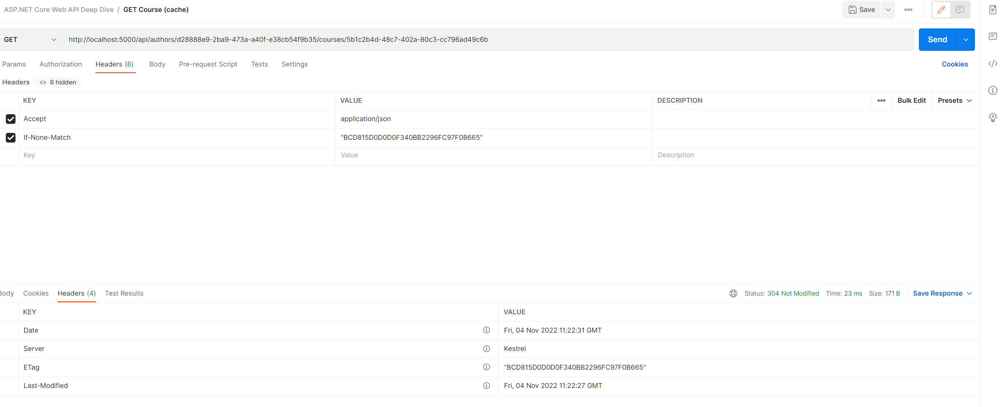 ASP.NET Core Web API Deep Dive / GET Course (cache)
Save
GET http://localhost:5000/api/authors/d28888e9-2ba9-473a-a40f-e38cb54f9b35/courses/5b1c2b4d-48c7-402a-80c3-cc796ad49c6b Send
Params Authorization Headers (8) Body Pre-request Script Tests Settings Cookies
Headers 6 hidden
KEY VALUE DESCRIPTION Bulk Edit Presets
Accept application/json
If-None-Match "BCD815D0D0D0F340BB2296FC97F0B665"
Key Value Description
Body Cookies Headers (4) Test Results Status: 304 Not Modified Time: 23 ms Size: 171 B Save Response
KEY VALUE
Date Fri, 04 Nov 2022 11:22:31 GMT
Server Kestrel
ETag "BCD815D0D0D0F340BB2296FC97F0B665"
Last-Modified Fri, 04 Nov 2022 11:22:27 GMT